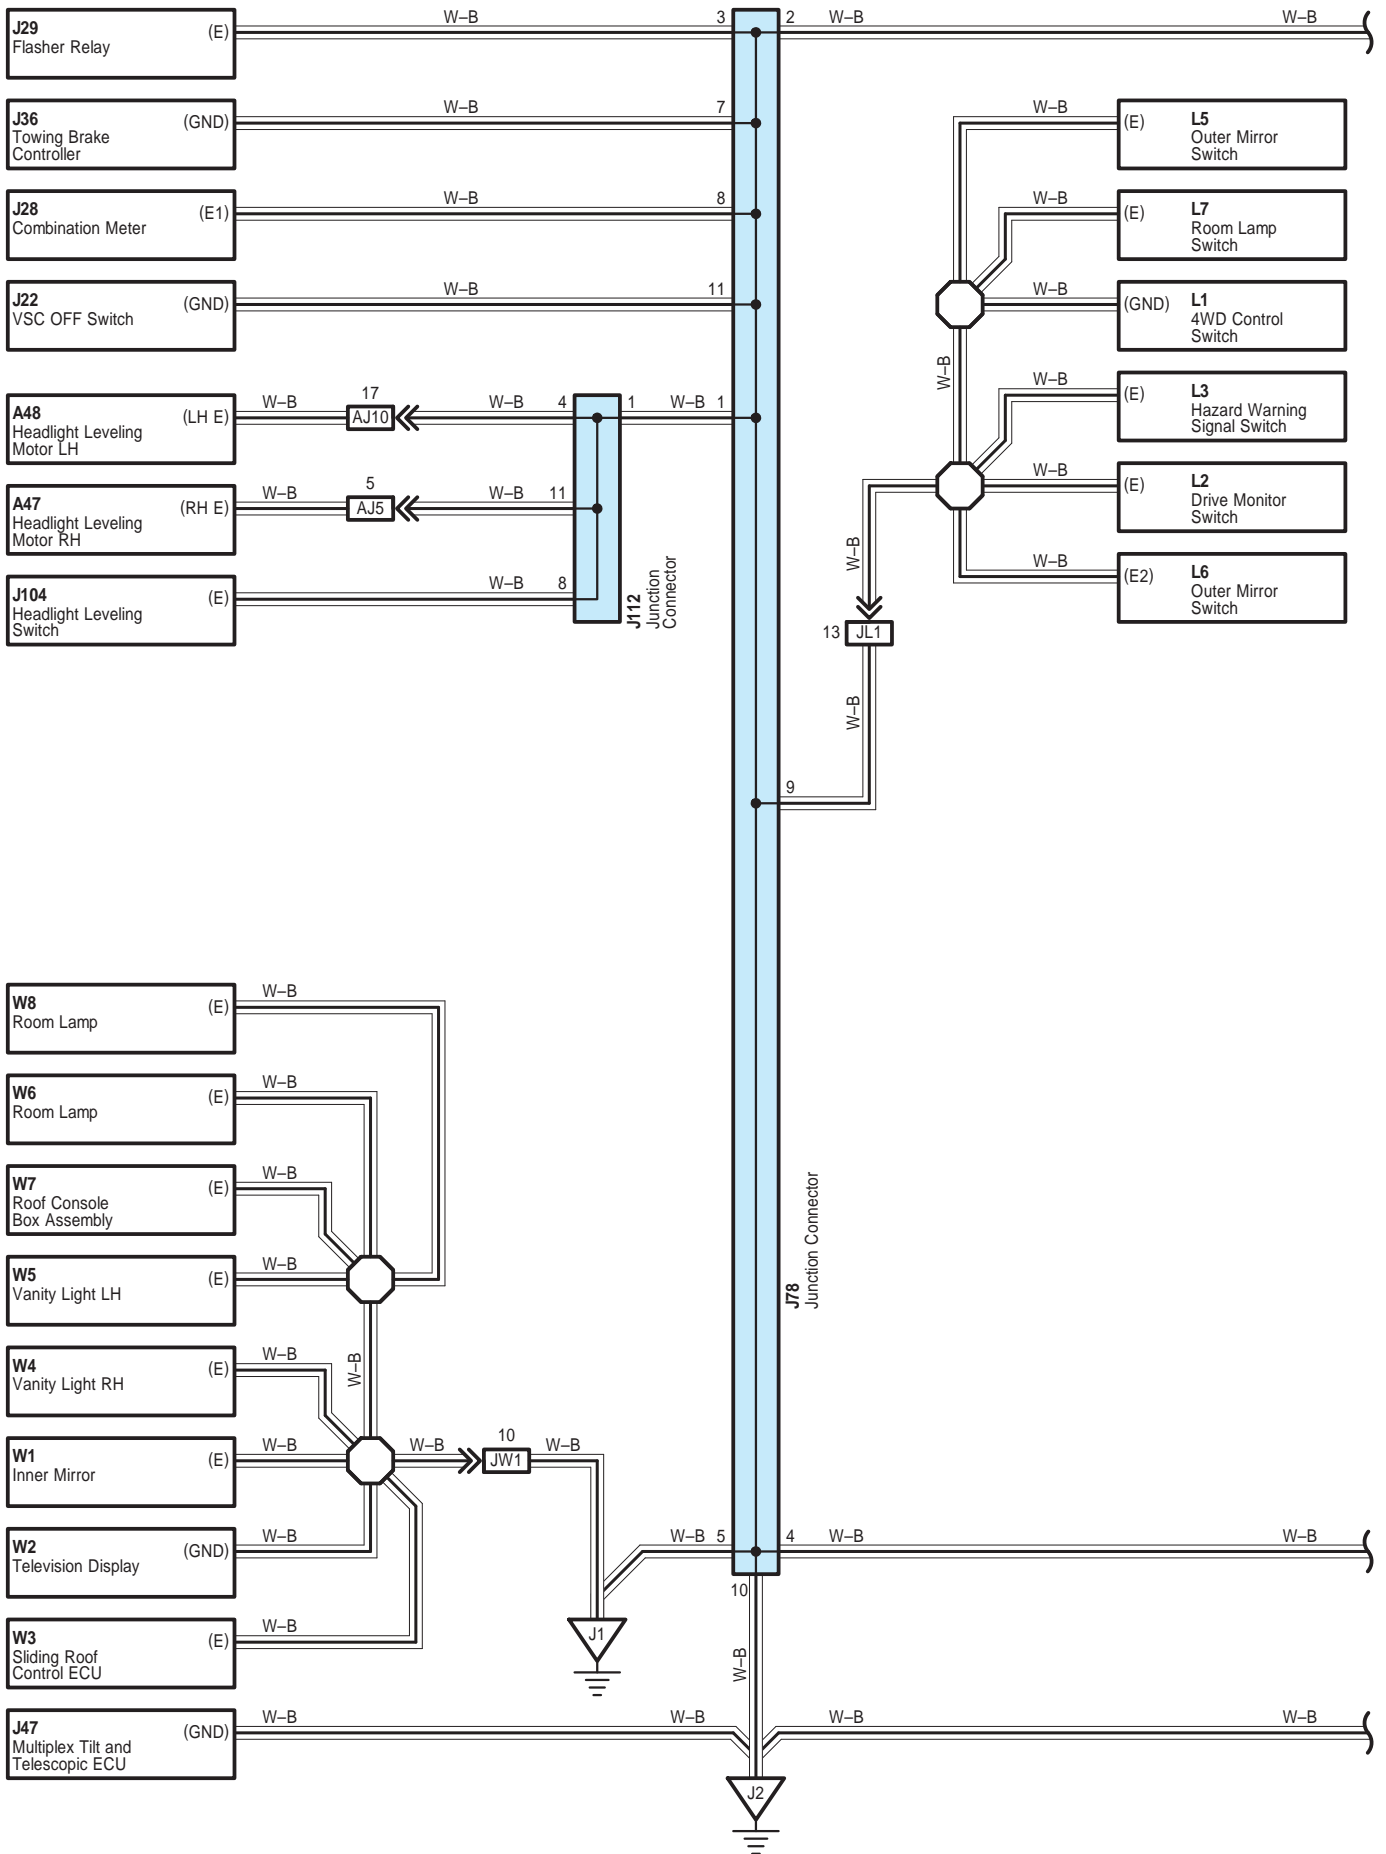 W–B 3 2 W–B W–B
J29 (E)
Flasher Relay
W–B 7
J36 (GND)
Towing Brake
Controller
W–B
(E) L5
Outer Mirror
Switch
W–B 8
J28 (E1)
Combination Meter
W–B
(E) L7
Room Lamp
Switch
W–B 11
J22 (GND)
VSC OFF Switch
W–B
(GND) L1
4WD Control
Switch
W–B
W–B
(E) L3
Hazard Warning
Signal Switch
A48 (LH E)
Headlight Leveling
Motor LH
W–B 17 AJ10 W–B 4 1 W–B 1
A47 (RH E)
Headlight Leveling
Motor RH
W–B 5 AJ5 W–B 11
W–B
(E) L2
Drive Monitor
Switch
J104 (E)
Headlight Leveling
Switch
W–B 8
J112
Junction
Connector
W–B
W–B
(E2) L6
Outer Mirror
Switch
13 JL1
W–B
9
W8 (E) W–B
Room Lamp
W6 (E) W–B
Room Lamp
W7 (E) W–B
Roof Console
Box Assembly
J78
Junction Connector
W5 (E) W–B
Vanity Light LH
W–B
W4 (E) W–B
Vanity Light RH
W1 (E) W–B
Inner Mirror
W–B 10 JW1 W–B
W2 (GND) W–B
Television Display
W–B 5 4 W–B W–B
10
W3 (E) W–B
Sliding Roof
Control ECU
J1
W–B
J47 (GND) W–B W–B W–B W–B
Multiplex Tilt and
Telescopic ECU
J2